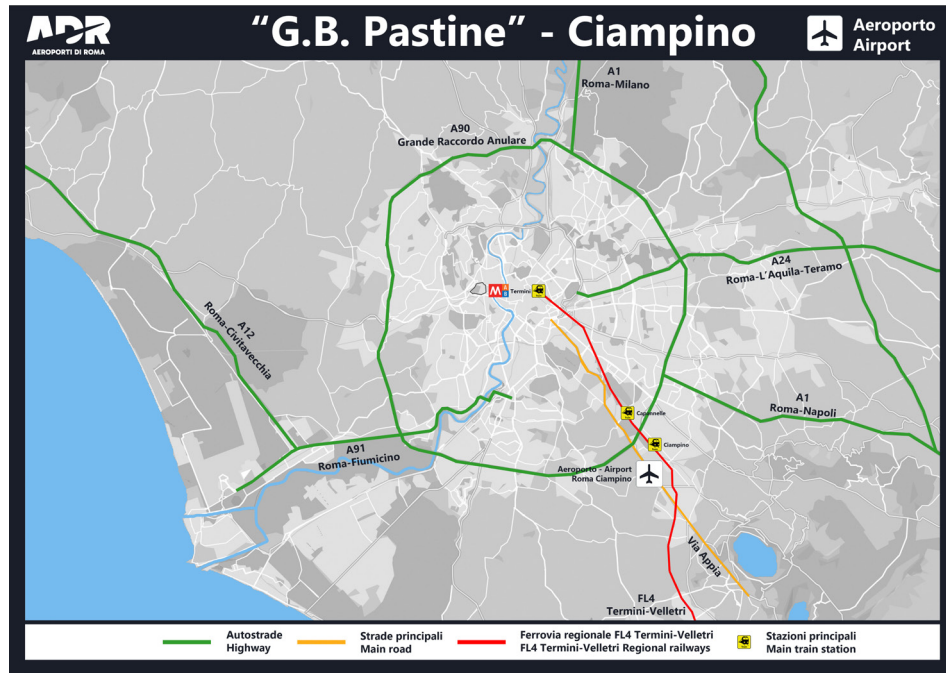 ADR
AEROPORTI DI ROMA
“G.B. Pastine” - Ciampino
Aeroporto
Airport
A1
Roma-Milano
A90
Grande Raccordo Anulare
A24
Roma-L’Aquila-Teramo
M
A
B
Termini
A12
Roma-Civitavecchia
A1
Roma-Napoli
Capannelle
Ciampino
A91
Roma-Fiumicino
Aeroporto - Airport
Roma Ciampino
Via Appia
FL4
Termini-Velletri
Autostrade
Highway
Strade principali
Main road
Ferrovia regionale FL4 Termini-Velletri
FL4 Termini-Velletri Regional railways
Stazioni principali
Main train station